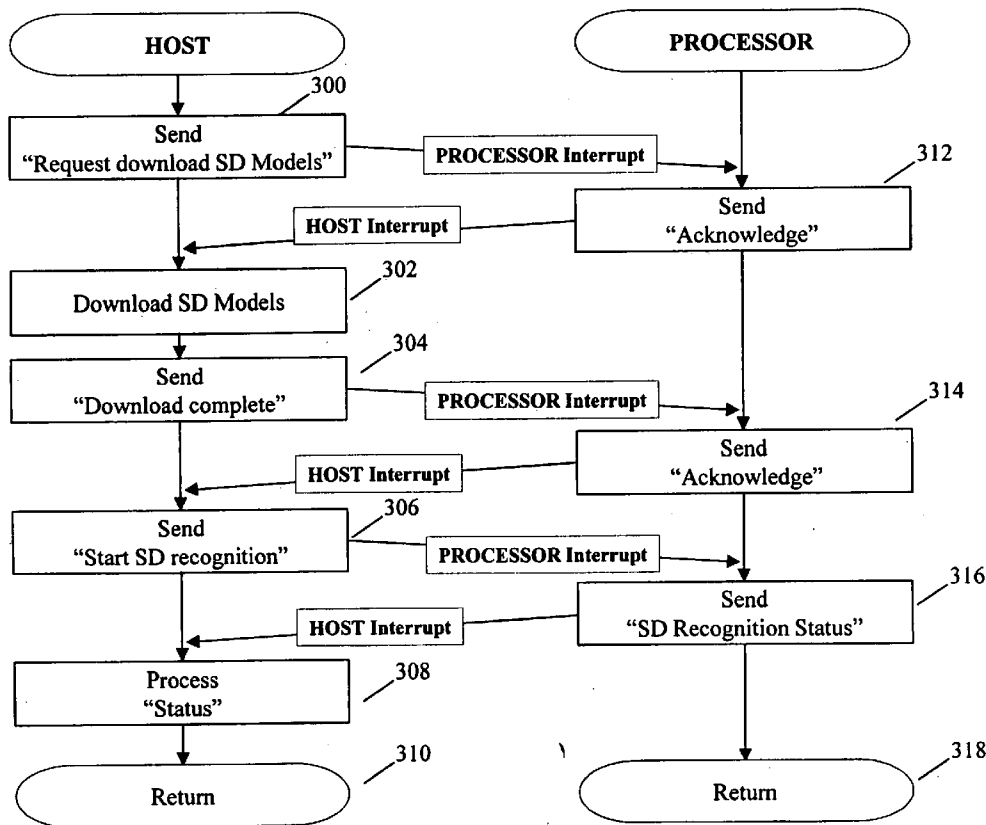 HOST
PROCESSOR
300
Send
“Request download SD Models”
PROCESSOR Interrupt
312
Send
“Acknowledge”
HOST Interrupt
302
Download SD Models
304
Send
“Download complete”
PROCESSOR Interrupt
314
Send
“Acknowledge”
HOST Interrupt
306
Send
“Start SD recognition”
PROCESSOR Interrupt
316
Send
“SD Recognition Status”
HOST Interrupt
308
Process
“Status”
310
Return
318
Return